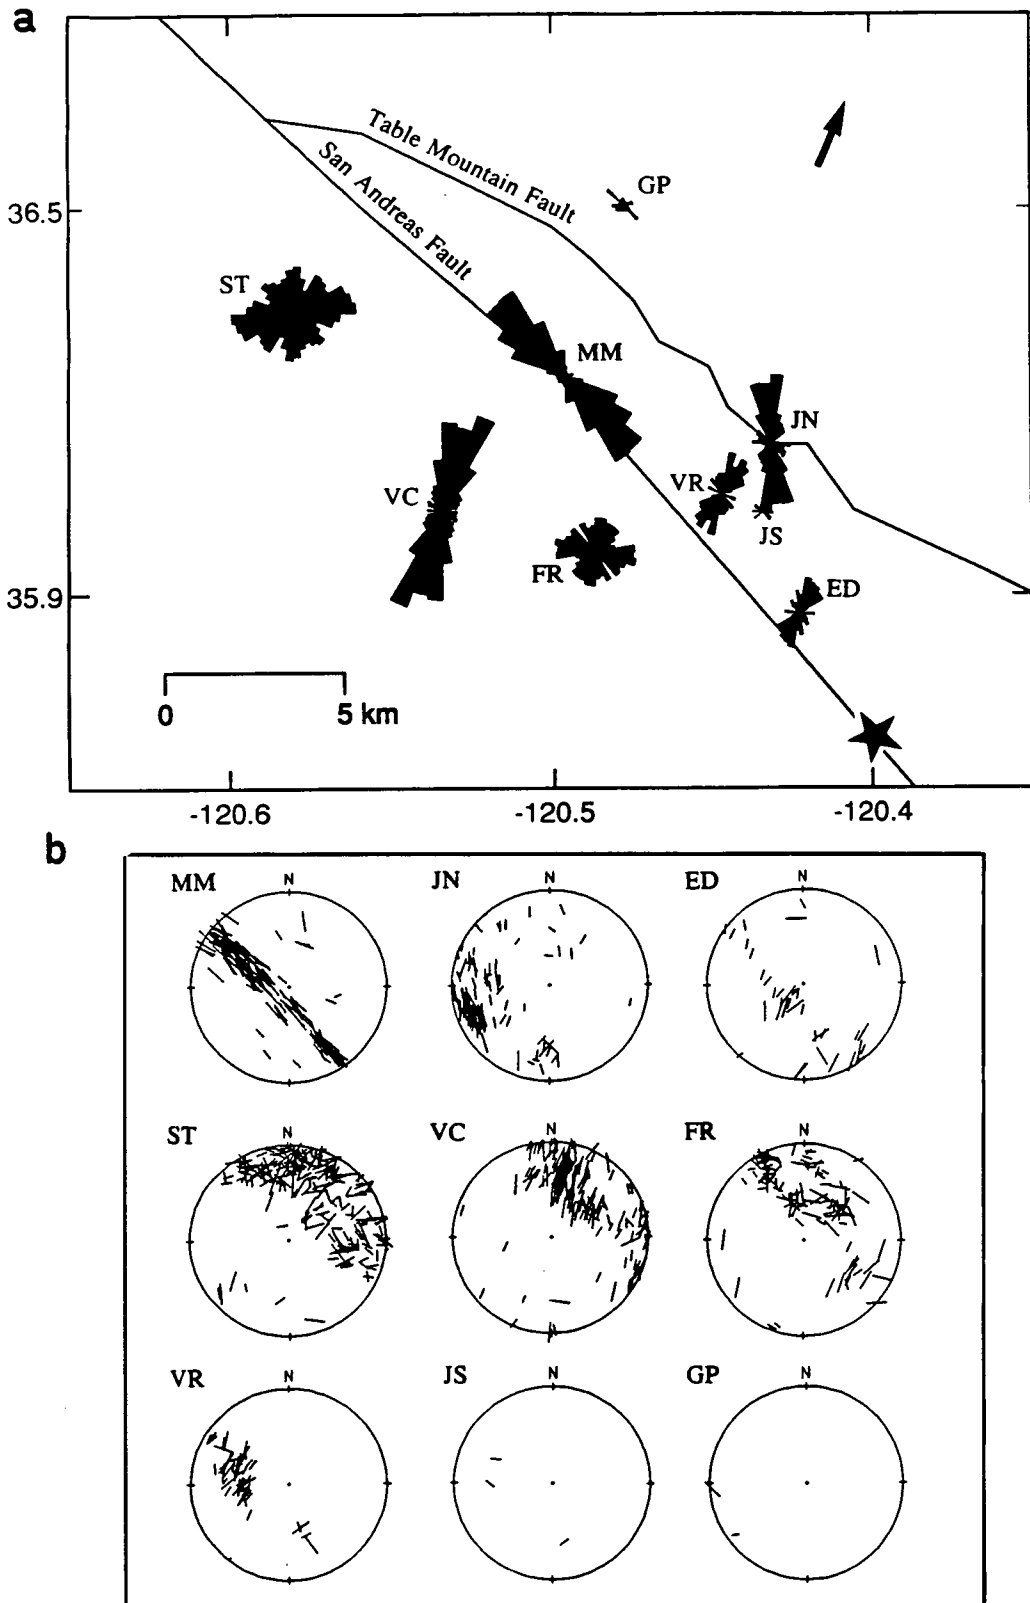 a
Table Mountain Fault
San Andreas Fault
GP
36.5
ST
MM
JN
VR
VC
JS
FR
ED
35.9
0 5 km
-120.6 -120.5 -120.4
b
MM N JN N ED N
ST N VC N FR N
VR N JS N GP N